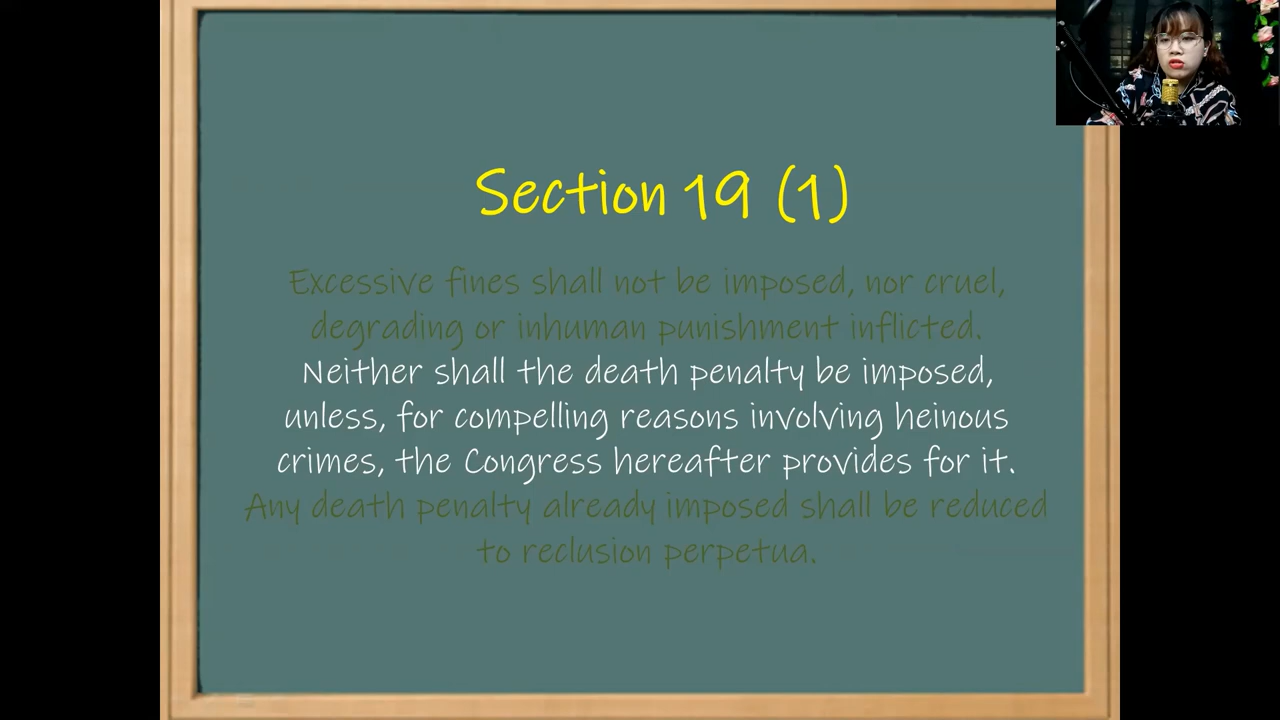 Section 19 (1)
Excessive fines shall not be imposed, nor cruel,
degrading or inhuman punishment inflicted.
Neither shall the death penalty be imposed,
unless, for compelling reasons involving heinous
crimes, the Congress hereafter provides for it.
Any death penalty already imposed shall be reduced
to reclusion perpetua.